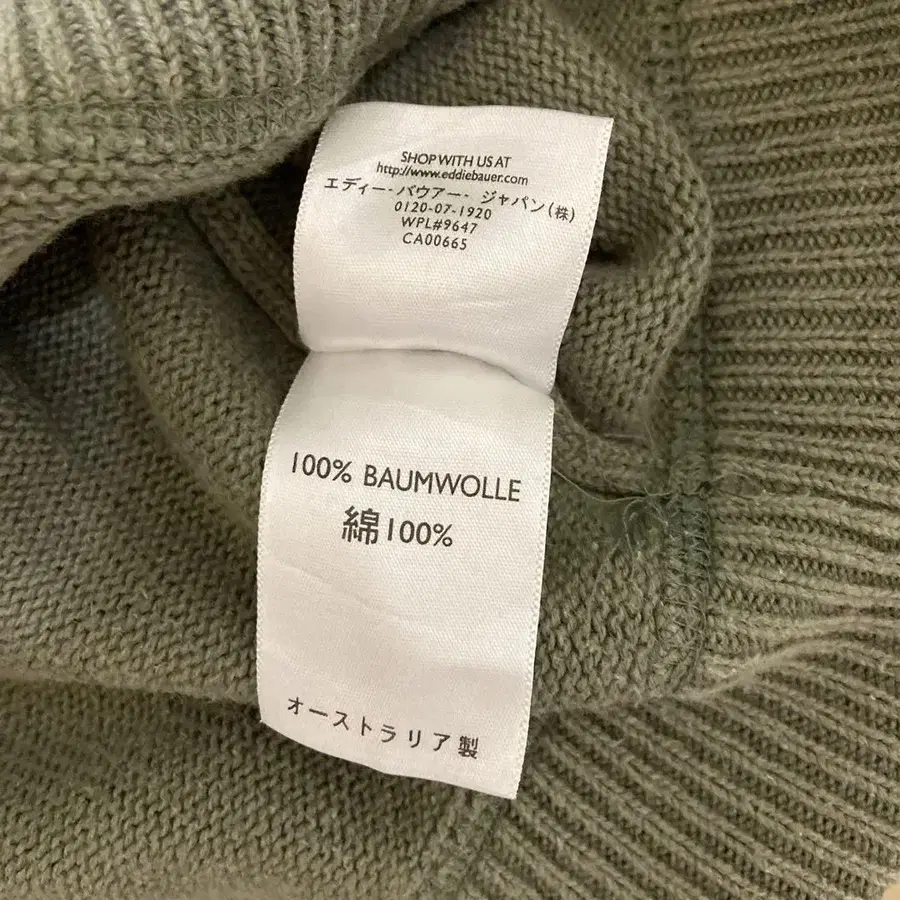 SHOP WITH US AT
http://www.eddiebauer.com
エディー・バウアー・ジャパン(株)
0120-07-1920
WPL#9647
CA00665
100% BAUMWOLLE
綿100%
オーストラリア製